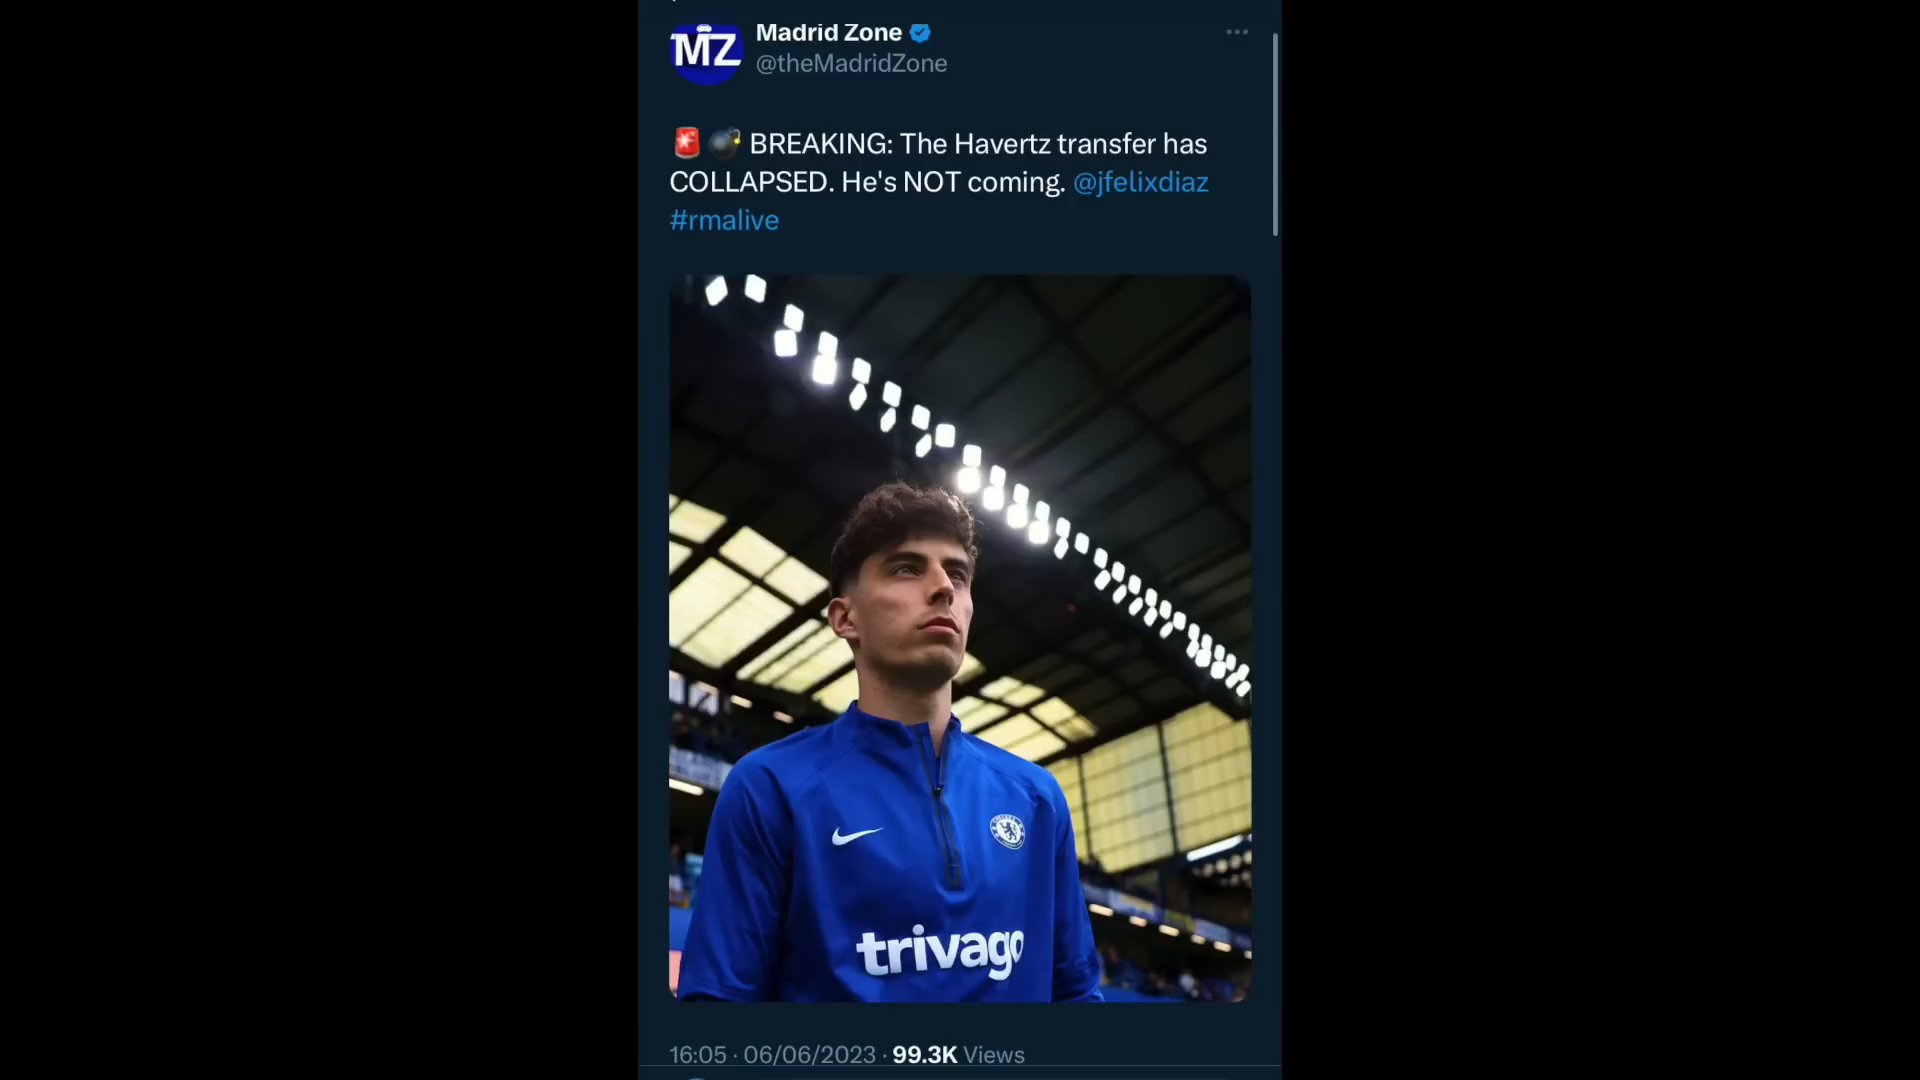 MZ
Madrid Zone
@theMadridZone
🚨💣 BREAKING: The Havertz transfer has
COLLAPSED. He's NOT coming. @jfelixdiaz
#rmalive
trivago
16:05 · 06/06/2023 · 99.3K Views